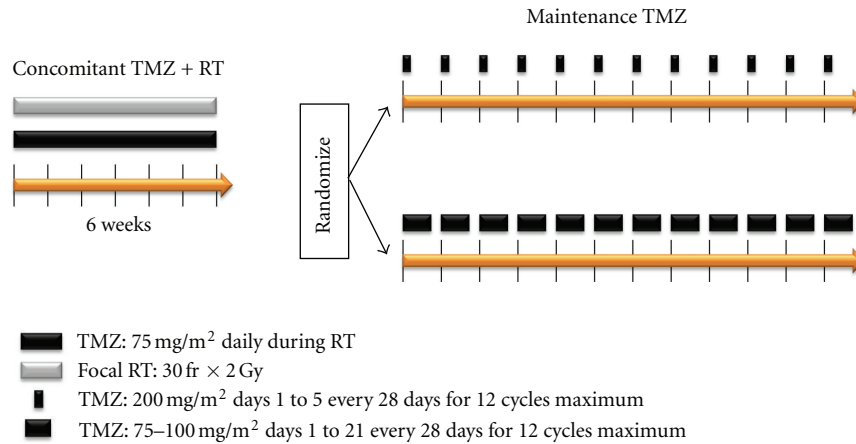 Maintenance TMZ
Concomitant TMZ + RT
6 weeks
Randomize
TMZ: 75 mg/m² daily during RT
Focal RT: 30 fr × 2 Gy
TMZ: 200 mg/m² days 1 to 5 every 28 days for 12 cycles maximum
TMZ: 75–100 mg/m² days 1 to 21 every 28 days for 12 cycles maximum